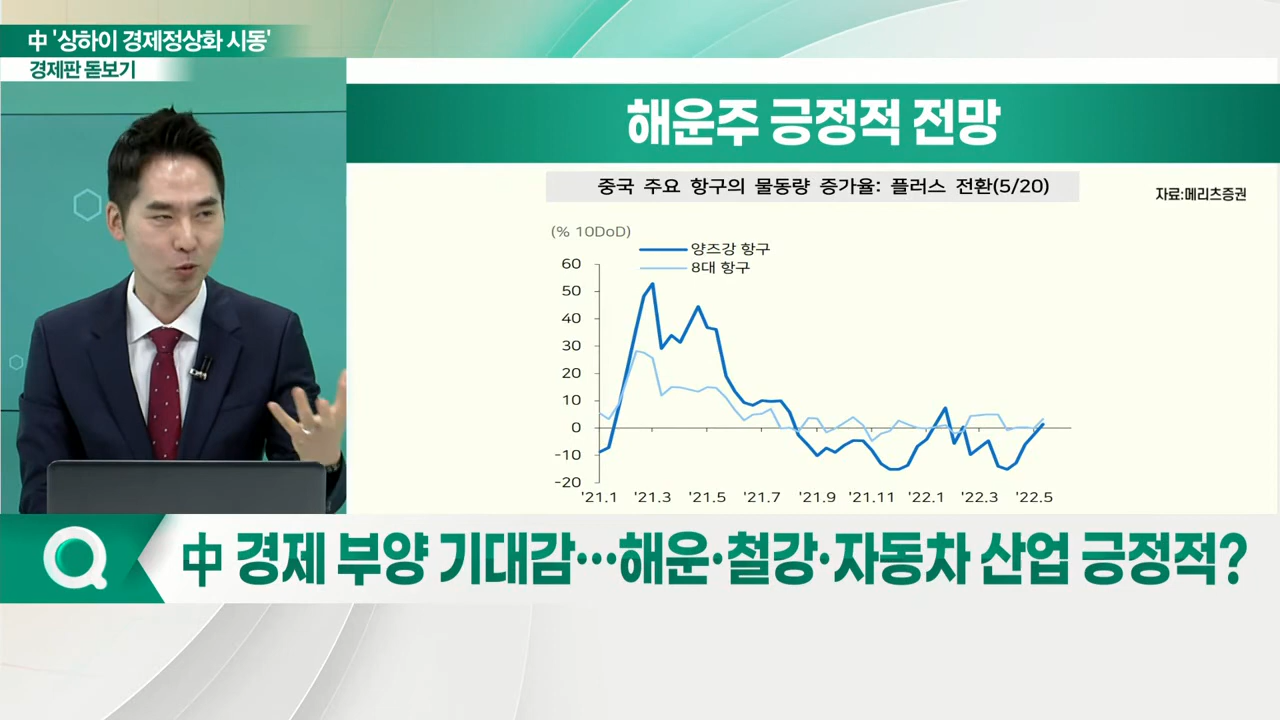 中 '상하이 경제정상화 시동'
경제판 돋보기
해운주 긍정적 전망
중국 주요 항구의 물동량 증가율: 플러스 전환(5/20)
자료:메리츠증권
(% 10DoD)
양즈강 항구
8대 항구
60
50
40
30
20
10
0
-10
-20
'21.1 '21.3 '21.5 '21.7 '21.9 '21.11 '22.1 '22.3 '22.5
中 경제 부양 기대감…해운·철강·자동차 산업 긍정적?